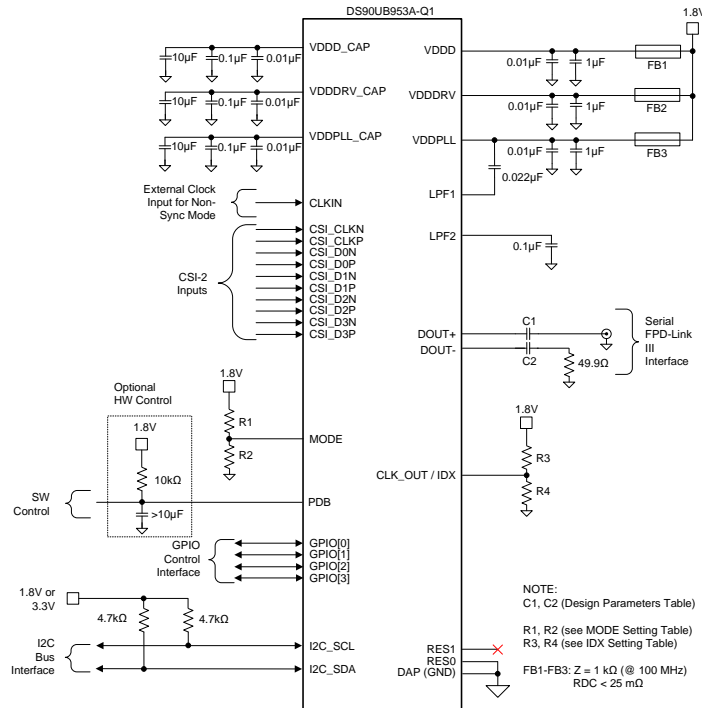 DS90UB953A-Q1
1.8V
VDDD_CAP
10µF
0.1µF
0.01µF
VDDD
0.01µF
1µF
FB1
VDDDRV_CAP
10µF
0.1µF
0.01µF
VDDDRV
0.01µF
1µF
FB2
VDDPLL_CAP
10µF
0.1µF
0.01µF
VDDPLL
0.01µF
1µF
FB3
0.022µF
LPF1
External Clock
Input for Non-
Sync Mode
CLKIN
LPF2
0.1µF
CSI-2
Inputs
CSI_CLKN
CSI_CLKP
CSI_D0N
CSI_D0P
CSI_D1N
CSI_D1P
CSI_D2N
CSI_D2P
CSI_D3N
CSI_D3P
DOUT+
DOUT-
C1
C2
49.9Ω
Serial
FPD-Link
III
Interface
Optional
HW Control
1.8V
10kΩ
>10µF
SW
Control
PDB
1.8V
R1
R2
MODE
1.8V
R3
R4
CLK_OUT / IDX
GPIO
Control
Interface
GPIO[0]
GPIO[1]
GPIO[2]
GPIO[3]
1.8V or
3.3V
4.7kΩ
4.7kΩ
I2C
Bus
Interface
I2C_SCL
I2C_SDA
RES1
RES0
DAP (GND)
NOTE:
C1, C2 (Design Parameters Table)
R1, R2 (see MODE Setting Table)
R3, R4 (see IDX Setting Table)
FB1-FB3: Z = 1 kΩ (@ 100 MHz)
RDC < 25 mΩ